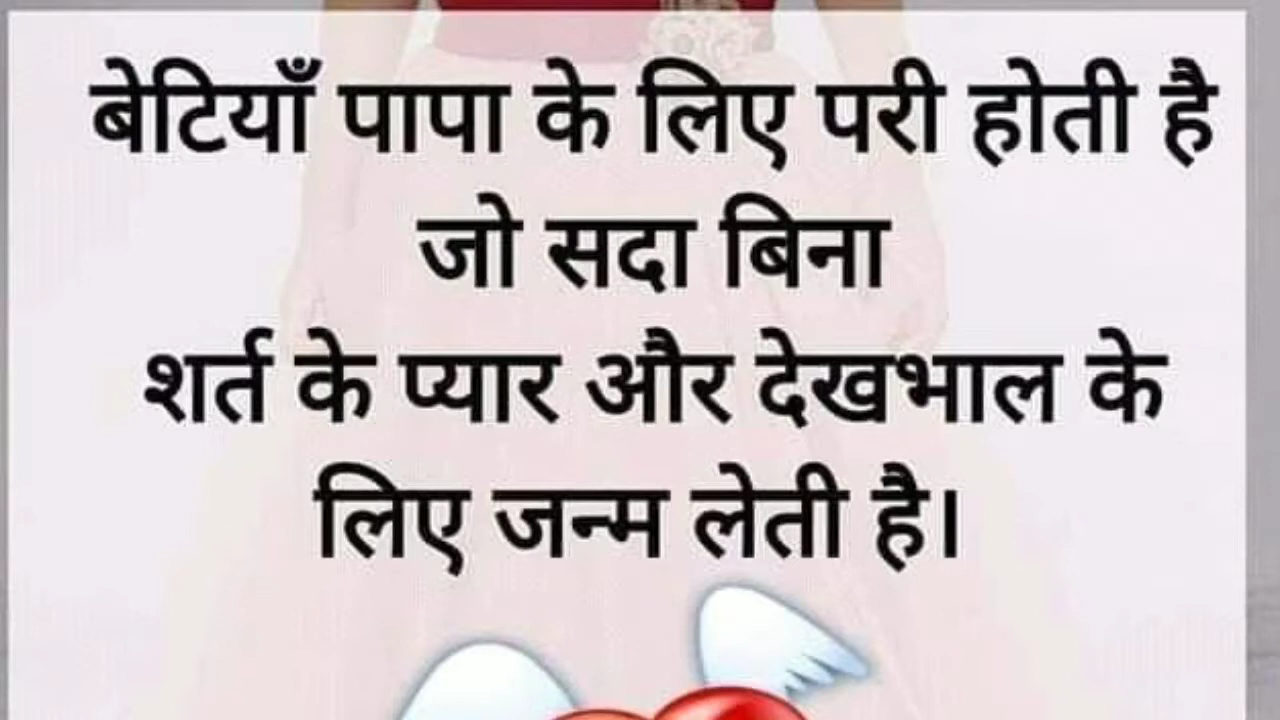 बेटियाँ पापा के लिए परी होती है
जो सदा बिना
शर्त के प्यार और देखभाल के
लिए जन्म लेती है।